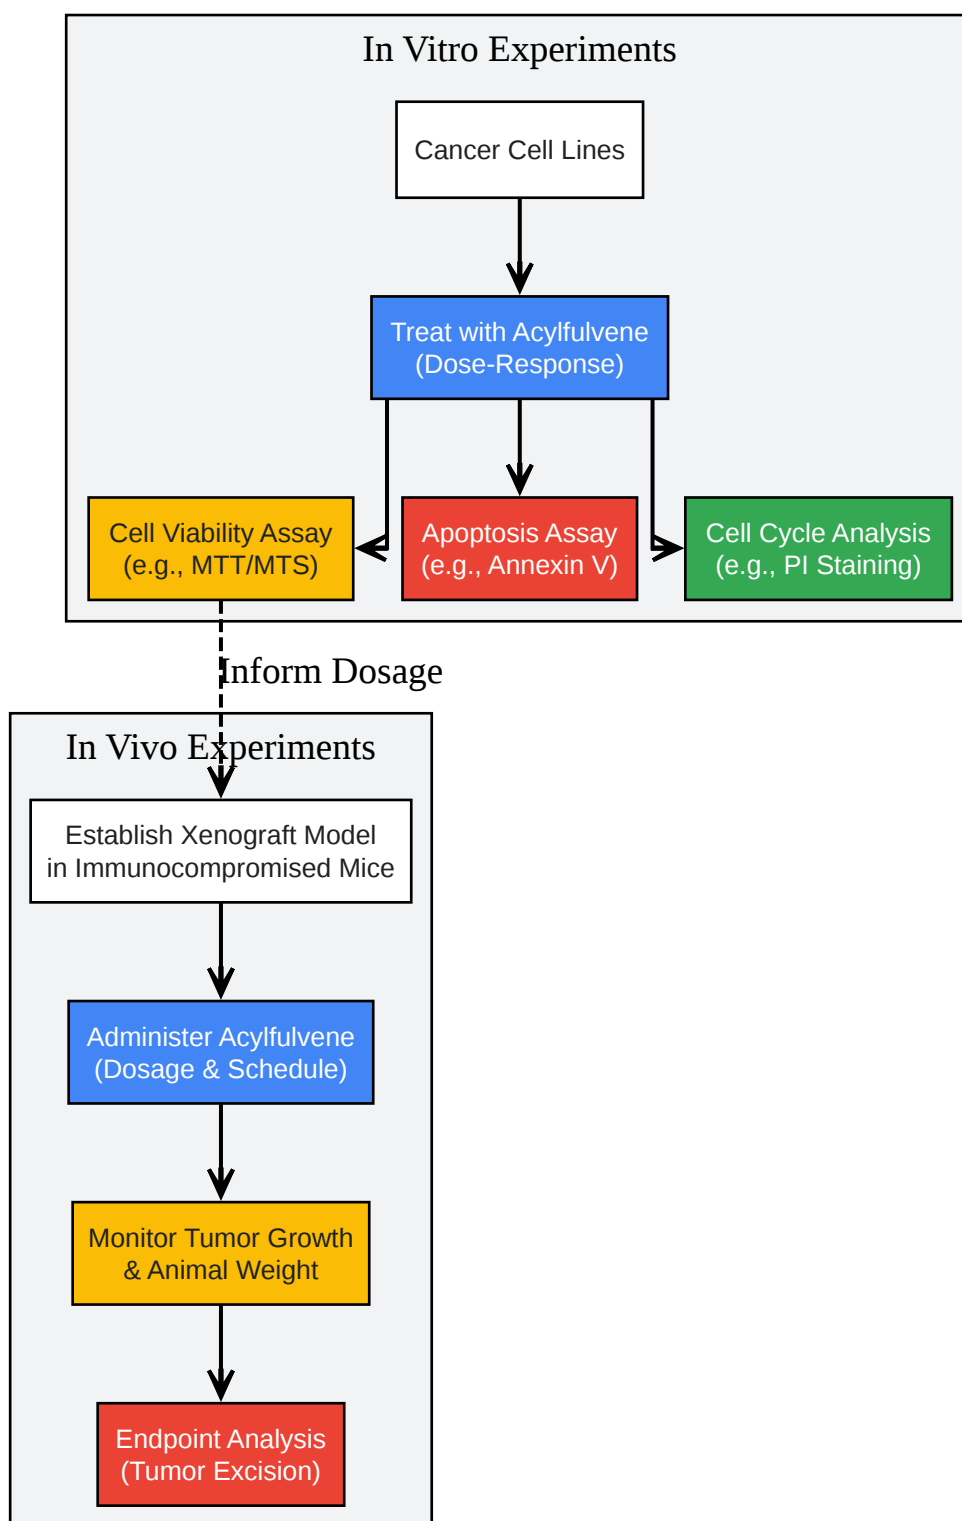 In Vitro Experiments
Cancer Cell Lines
Treat with Acylfulvene
(Dose-Response)
Cell Viability Assay
(e.g., MTT/MTS)
Apoptosis Assay
(e.g., Annexin V)
Cell Cycle Analysis
(e.g., PI Staining)
Inform Dosage
In Vivo Experiments
Establish Xenograft Model
in Immunocompromised Mice
Administer Acylfulvene
(Dosage & Schedule)
Monitor Tumor Growth
& Animal Weight
Endpoint Analysis
(Tumor Excision)